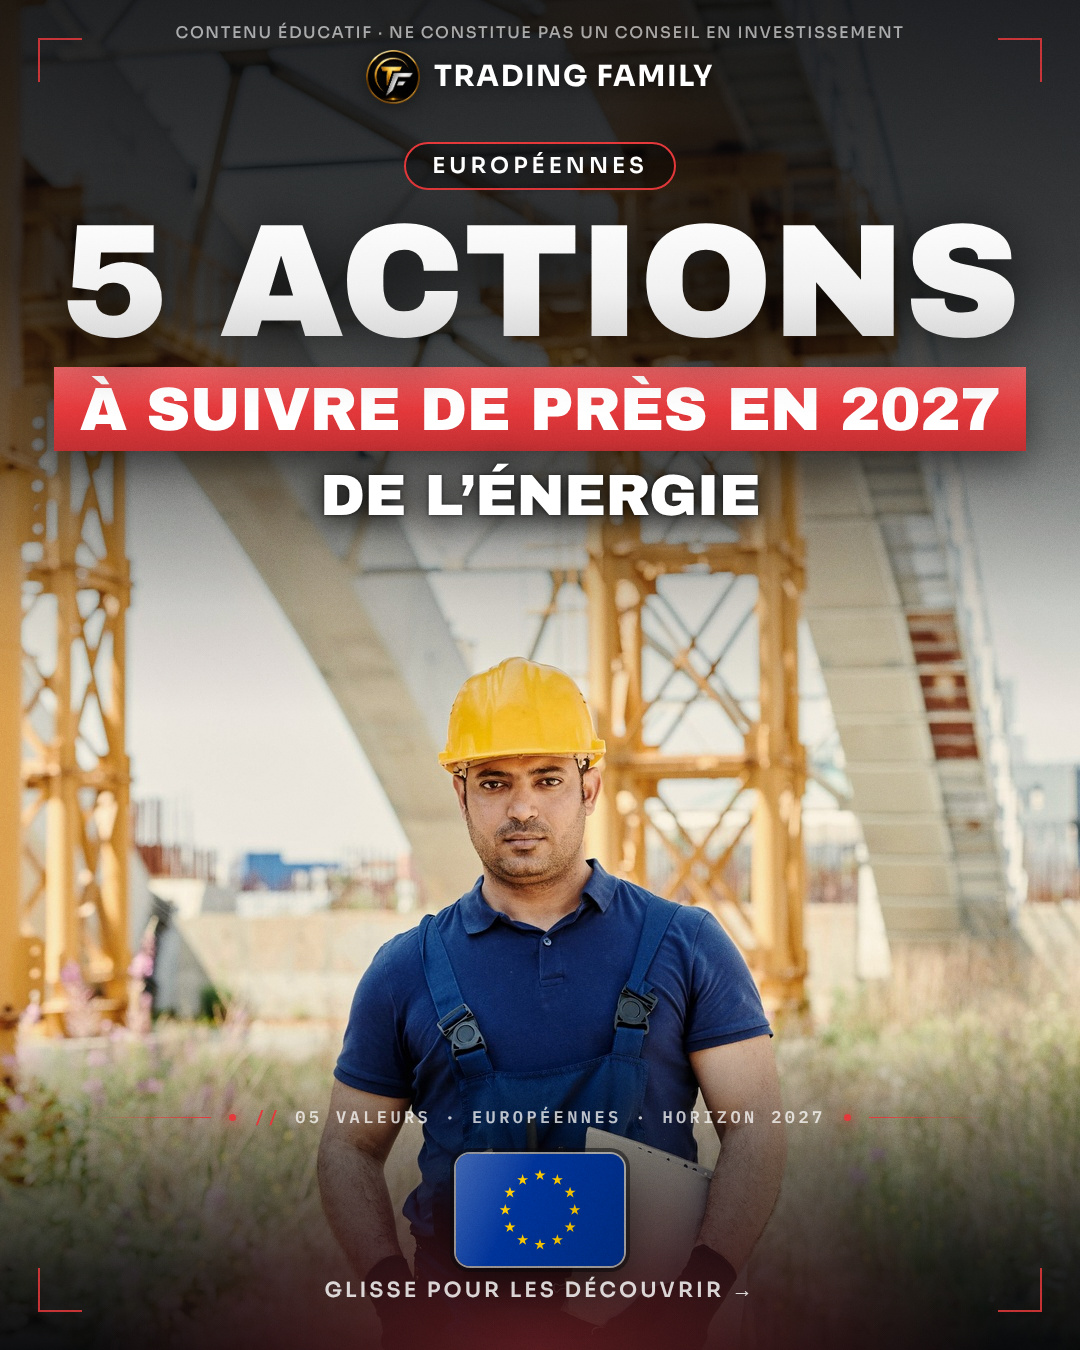 CONTENU ÉDUCATIF · NE CONSTITUE PAS UN CONSEIL EN INVESTISSEMENT
TF TRADING FAMILY
EUROPÉENNES
5 ACTIONS
À SUIVRE DE PRÈS EN 2027
DE L’ÉNERGIE
// 05 VALEURS · EUROPÉENNES · HORIZON 2027
GLISSE POUR LES DÉCOUVRIR →